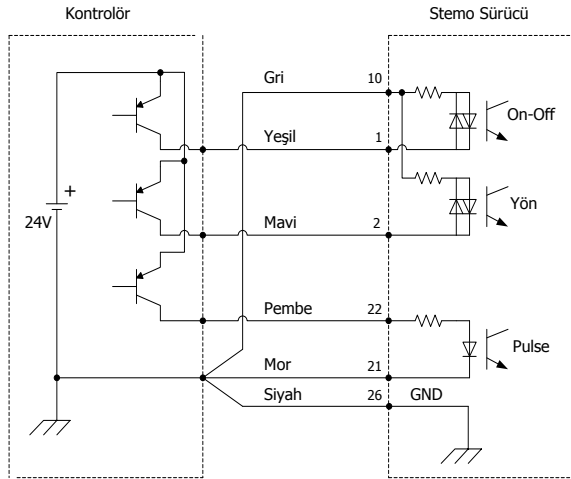 Kontrolör
Stemo Sürücü
Gri
10
On-Off
Yeşil
1
+
24V
Yön
Mavi
2
Pembe
22
Pulse
Mor
21
Siyah
26
GND